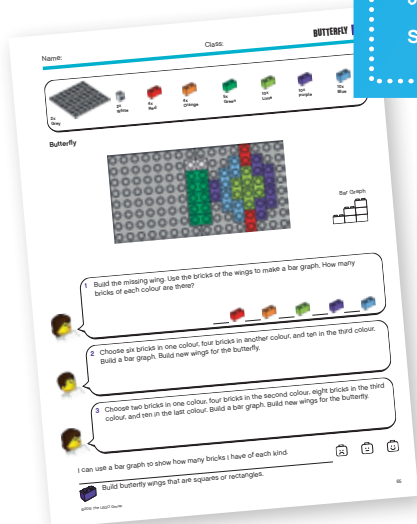 BUTTERFLY
Name:
Class:
2x
Grey
2x
White
6x
Red
4x
Orange
5x
Green
10x
Lime
10x
Purple
10x
Blue
Butterfly
Bar Graph
1 Build the missing wing. Use the bricks of the wings to make a bar graph. How many
bricks of each colour are there?
2 Choose six bricks in one colour, four bricks in another colour, and ten in the third colour.
Build a bar graph. Build new wings for the butterfly.
3 Choose two bricks in one colour, four bricks in the second colour, eight bricks in the third
colour, and ten in the last colour. Build a bar graph. Build new wings for the butterfly.
I can use a bar graph to show how many bricks I have of each kind.
Build butterfly wings that are squares or rectangles.